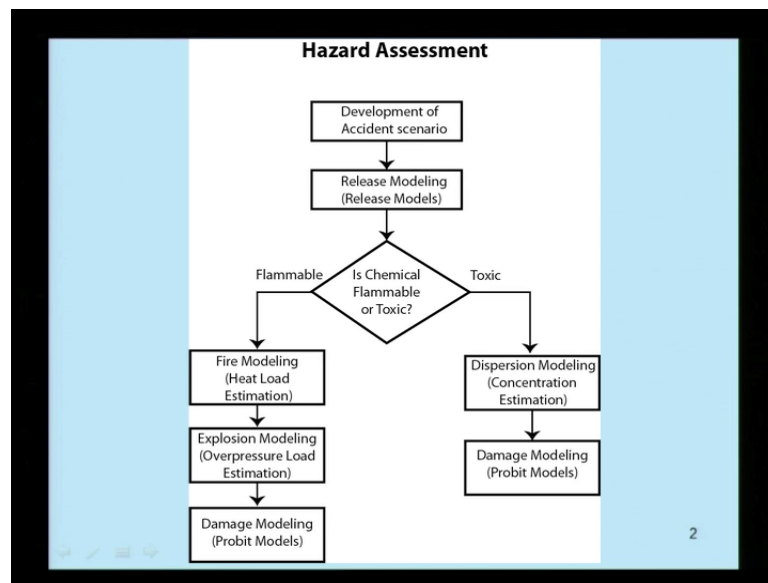 Hazard Assessment
Development of
Accident scenario
Release Modeling
(Release Models)
Flammable
Is Chemical
Flammable
or Toxic?
Toxic
Fire Modeling
(Heat Load
Estimation)
Explosion Modeling
(Overpressure Load
Estimation)
Damage Modeling
(Probit Models)
Dispersion Modeling
(Concentration
Estimation)
Damage Modeling
(Probit Models)
2